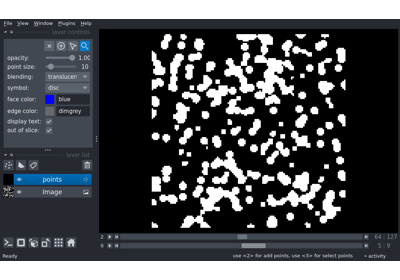 File View Window Plugins Help
layer controls
opacity: 1.00
point size: 10
blending: translucen
symbol: disc
face color: blue
edge color: dimgrey
display text:
out of slice:
layer list
points
Image
2 64 127
0 5 9
Ready use <2> for add points, use <3> for select points activity